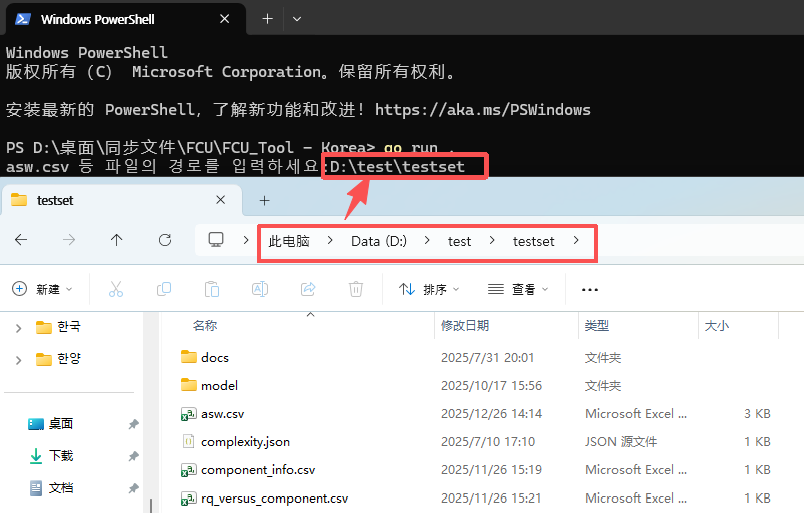 Windows PowerShell
Windows PowerShell
版权所有 (C) Microsoft Corporation。保留所有权利。
安装最新的 PowerShell,了解新功能和改进!https://aka.ms/PSWindows
PS D:\桌面\同步文件\FCU\FCU_Tool - Korea> go run .
asw.csv 등 파일의 경로를 입력하세요:D:\test\testset
testset
此电脑 > Data (D:) > test > testset >
新建 排序 查看 ...
名称 修改日期 类型 大小
한국
한양
桌面
下载
文档
docs 2025/7/31 20:01 文件夹
model 2025/10/17 15:56 文件夹
asw.csv 2025/12/26 14:14 Microsoft Excel ... 3 KB
complexity.json 2025/7/10 17:10 JSON 源文件 1 KB
component_info.csv 2025/11/26 15:19 Microsoft Excel ... 1 KB
rq_versus_component.csv 2025/11/26 15:21 Microsoft Excel ... 1 KB